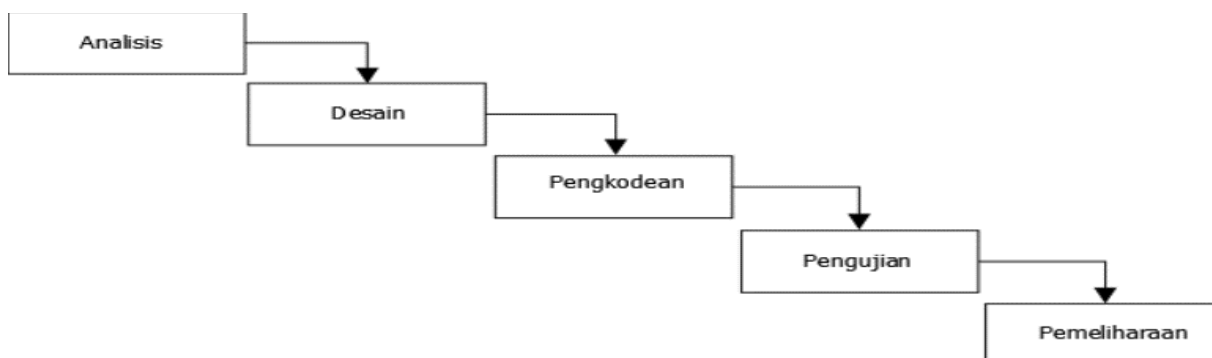 Analisis
Desain
Pengkodean
Pengujian
Pemeliharaan